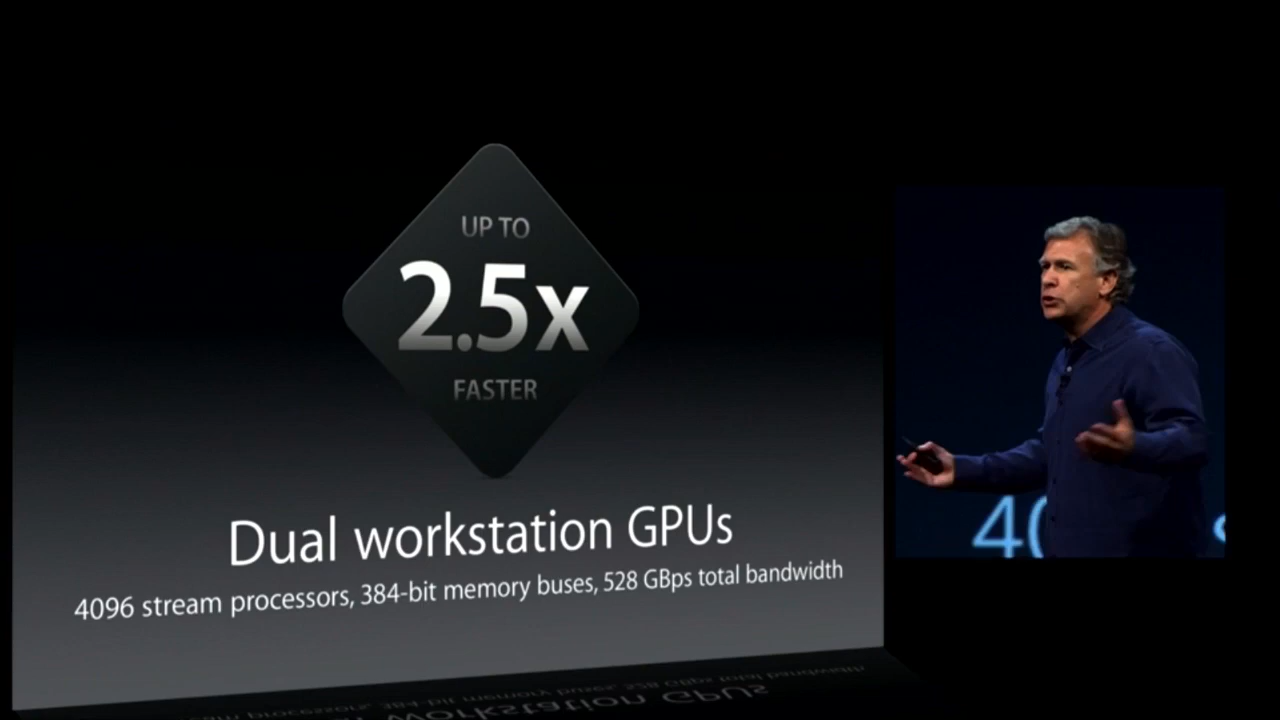 UP TO
2.5x
FASTER
Dual workstation GPUs
4096 stream processors, 384-bit memory buses, 528 GBps total bandwidth
40